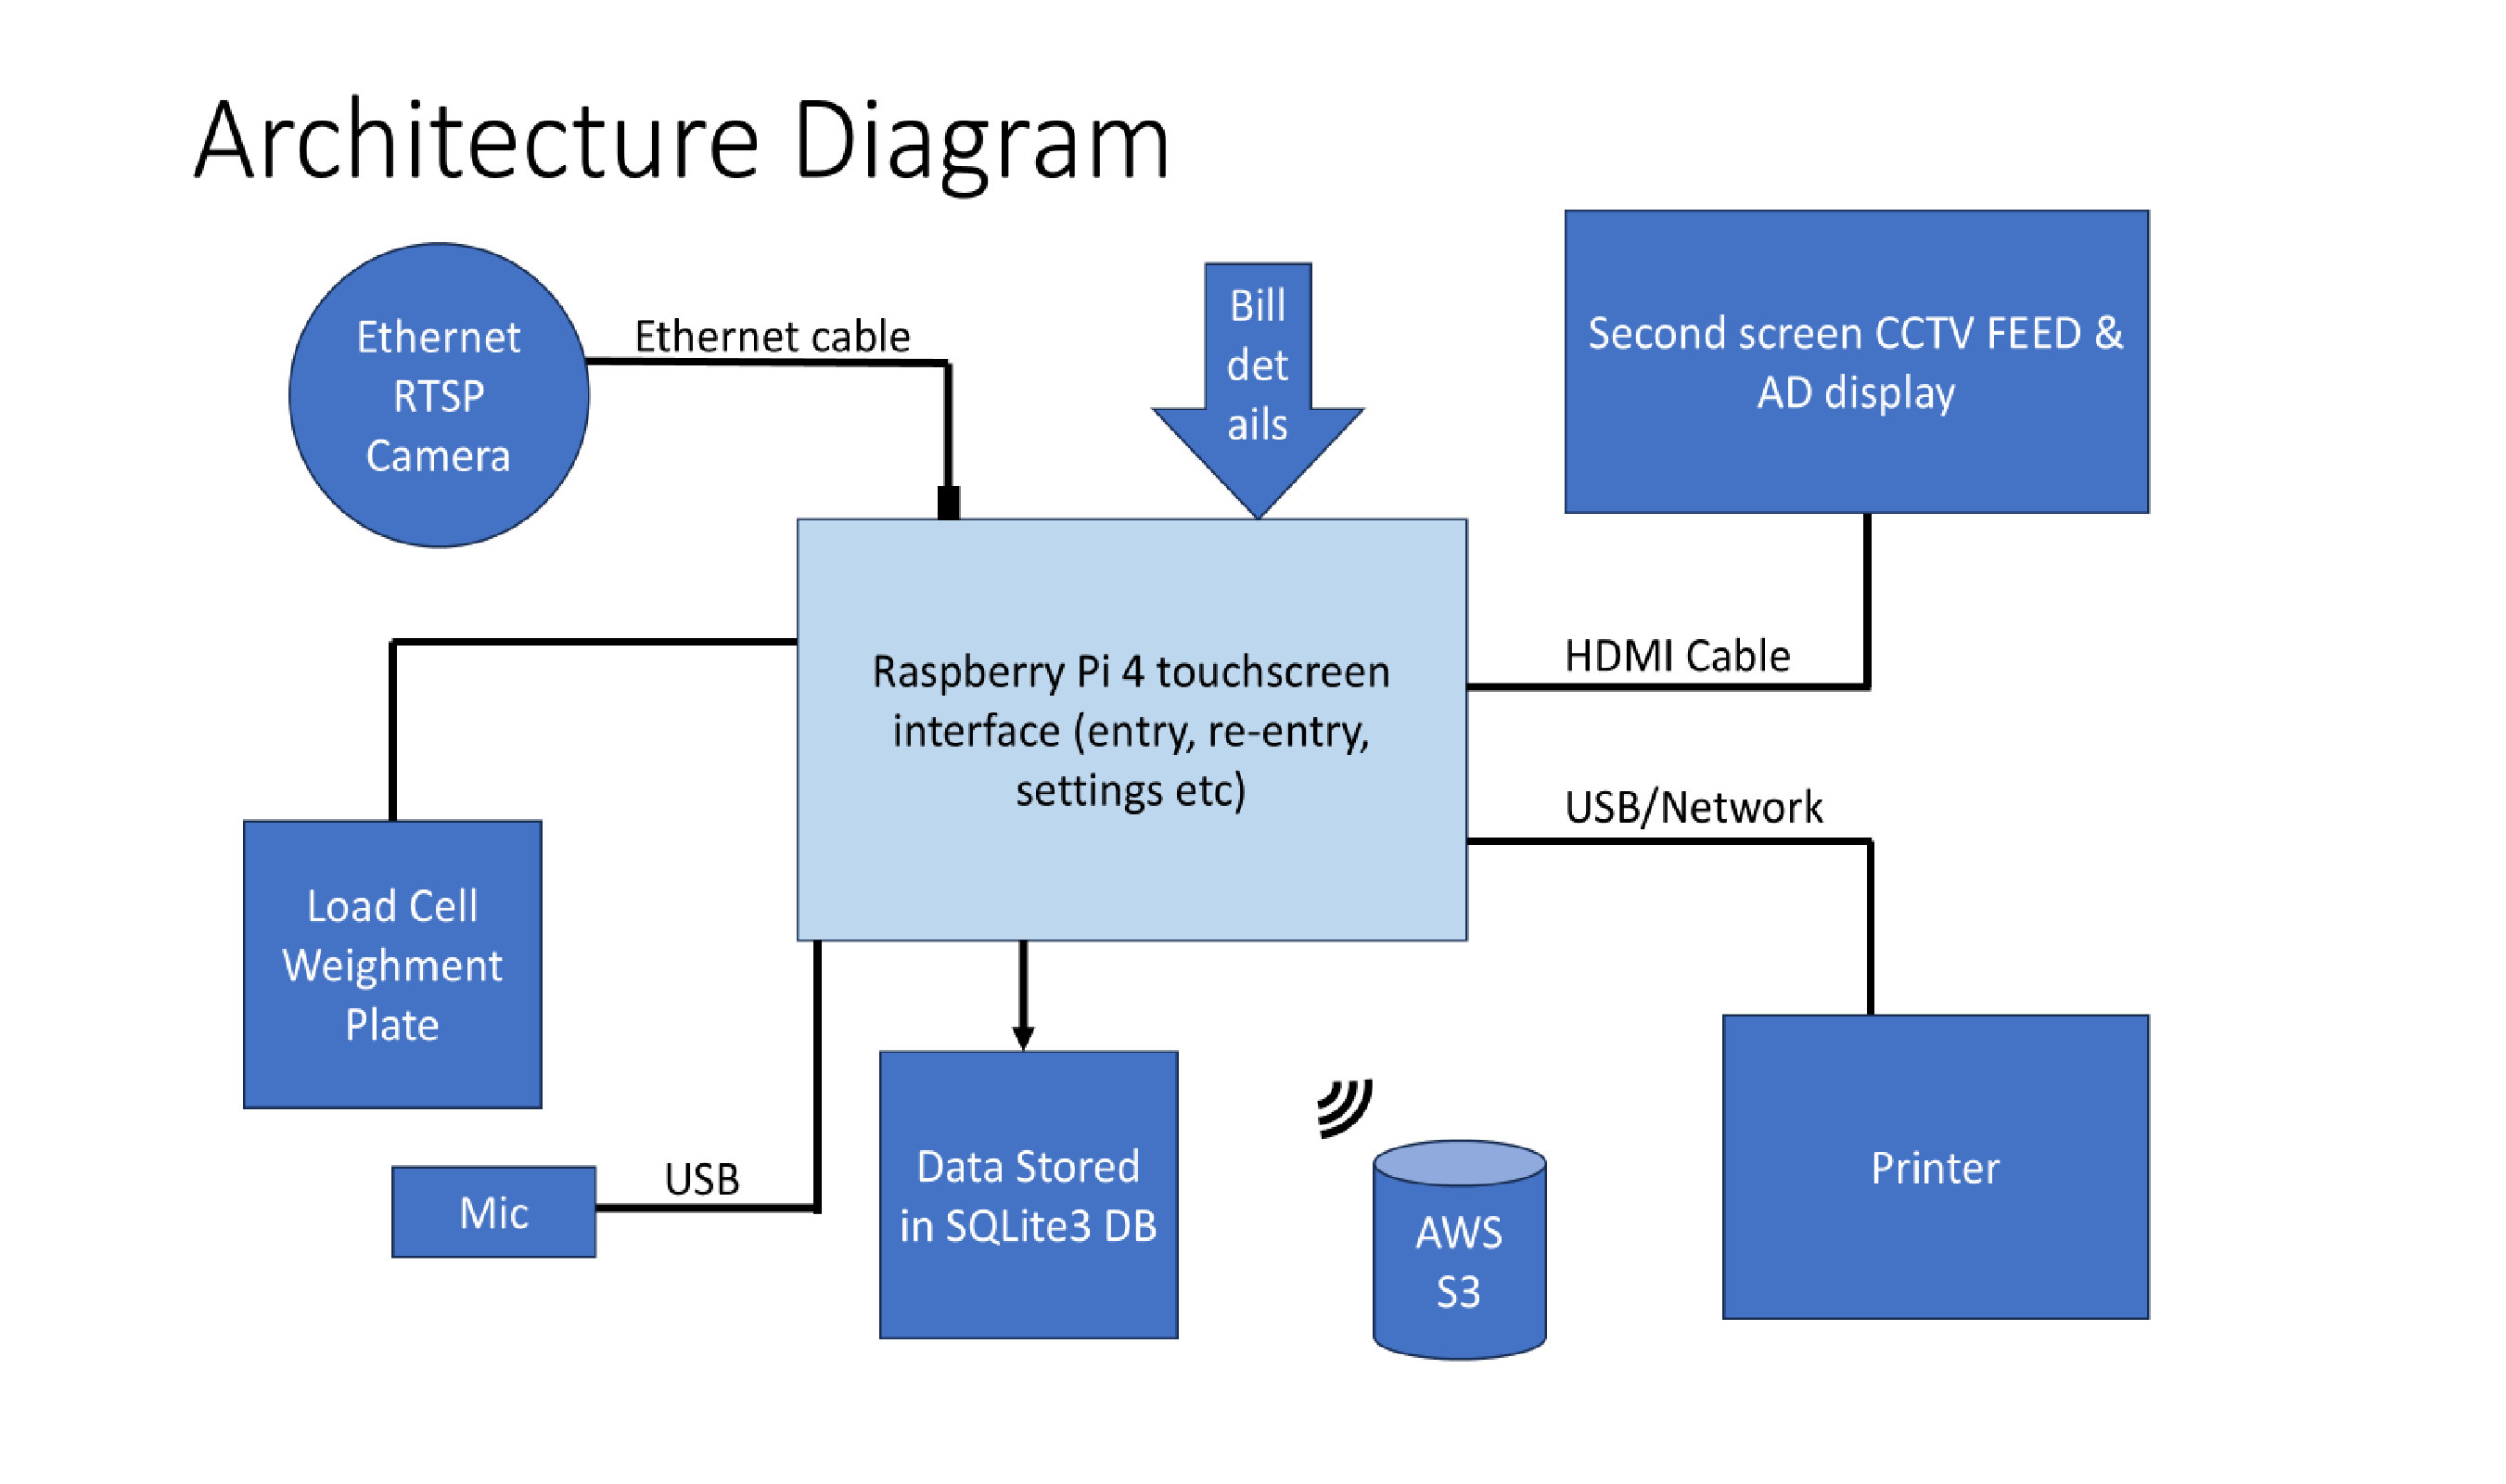 Architecture Diagram
Ethernet
RTSP
Camera
Ethernet cable
Bill
det
ails
Second screen CCTV FEED &
AD display
Raspberry Pi 4 touchscreen
interface (entry, re-entry,
settings etc)
HDMI Cable
USB/Network
Load Cell
Weighment
Plate
Mic
USB
Data Stored
in SQLite3 DB
AWS
S3
Printer